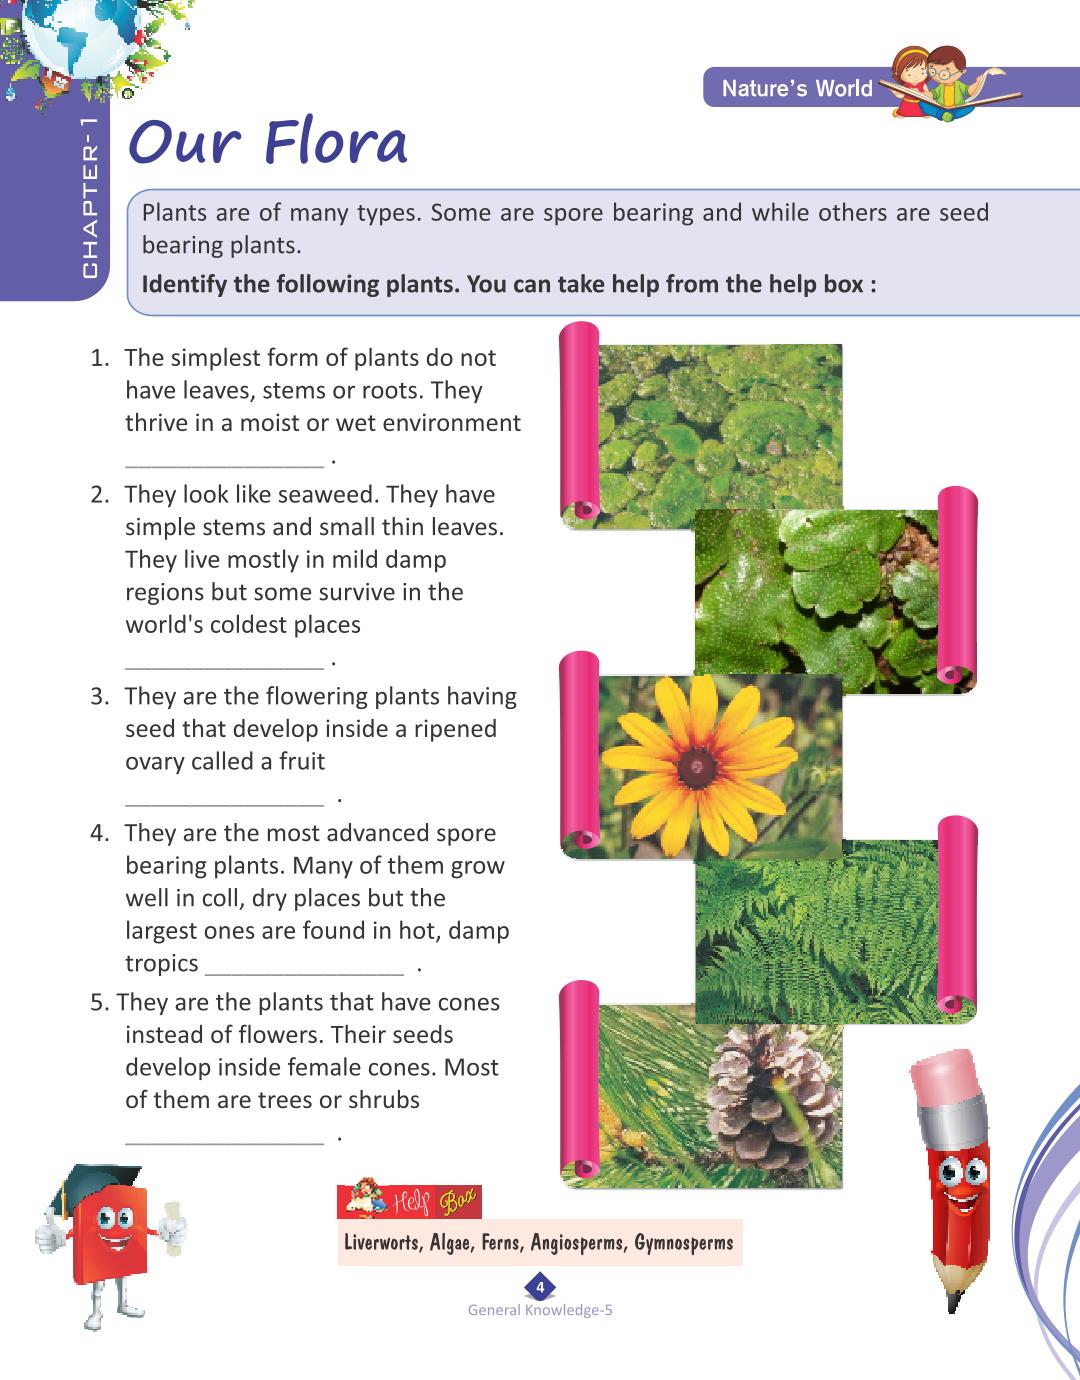 Nature's World
CHAPTER-1
Our Flora
Plants are of many types. Some are spore bearing and while others are seed
bearing plants.
Identify the following plants. You can take help from the help box :
1. The simplest form of plants do not
have leaves, stems or roots. They
thrive in a moist or wet environment
_______________ .
2. They look like seaweed. They have
simple stems and small thin leaves.
They live mostly in mild damp
regions but some survive in the
world's coldest places
_______________ .
3. They are the flowering plants having
seed that develop inside a ripened
ovary called a fruit
_______________ .
4. They are the most advanced spore
bearing plants. Many of them grow
well in coll, dry places but the
largest ones are found in hot, damp
tropics _______________ .
5. They are the plants that have cones
instead of flowers. Their seeds
develop inside female cones. Most
of them are trees or shrubs
_______________ .
Help Box
Liverworts, Algae, Ferns, Angiosperms, Gymnosperms
4
General Knowledge-5